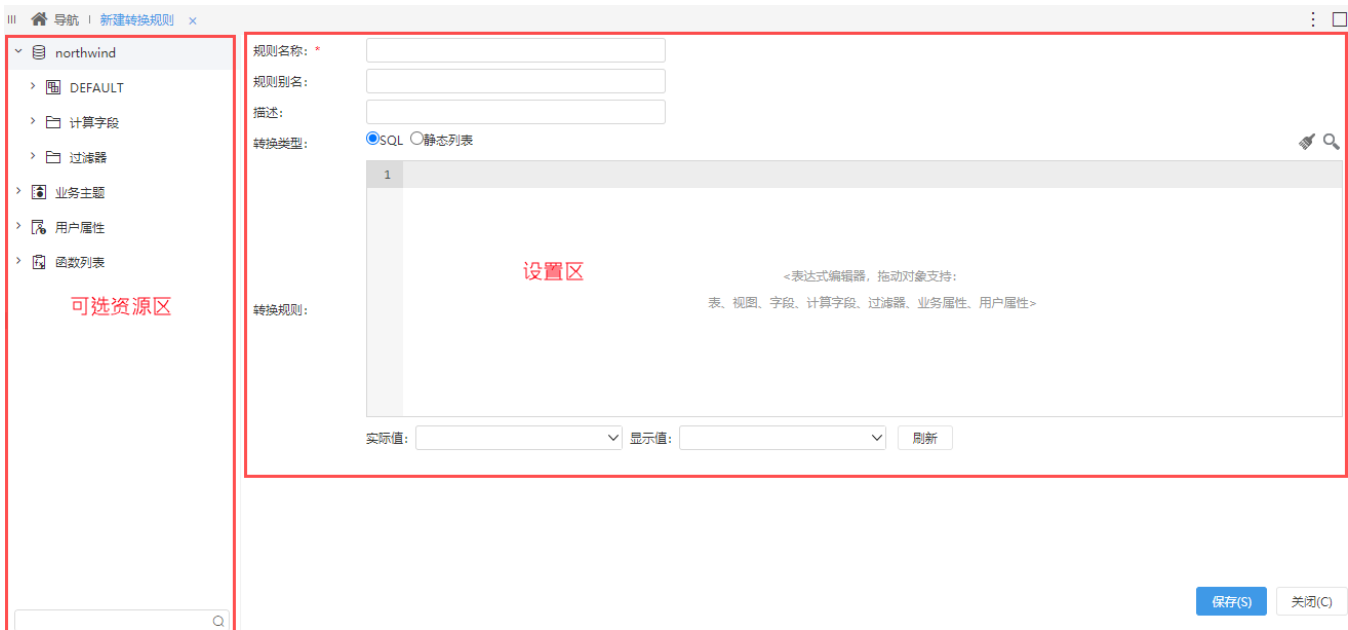 导航 新建转换规则 ×
northwind
DEFAULT
计算字段
过滤器
业务主题
用户属性
函数列表
可选资源区
规则名称: *
规则别名:
描述:
转换类型: SQL 静态列表
1
设置区
<表达式编辑器, 拖动对象支持:
表、视图、字段、计算字段、过滤器、业务属性、用户属性>
转换规则:
实际值: 显示值: 刷新
保存(S) 关闭(C)